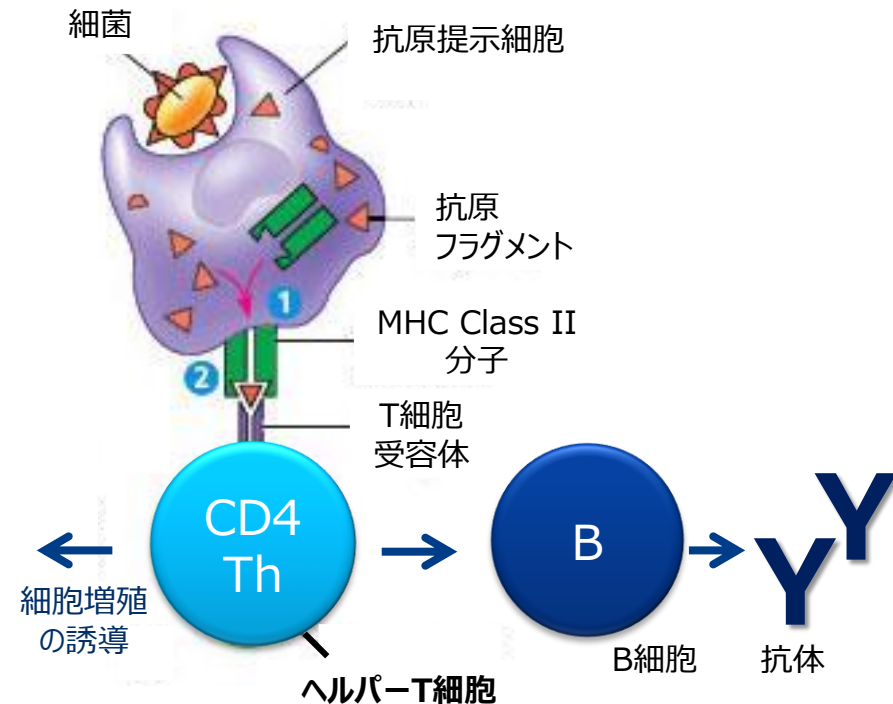 細菌
抗原提示細胞
抗原
フラグメント
1
MHC Class II
分子
2
T細胞
受容体
CD4
Th
B
Y
Y
細胞増殖
の誘導
B細胞
抗体
ヘルパーT細胞